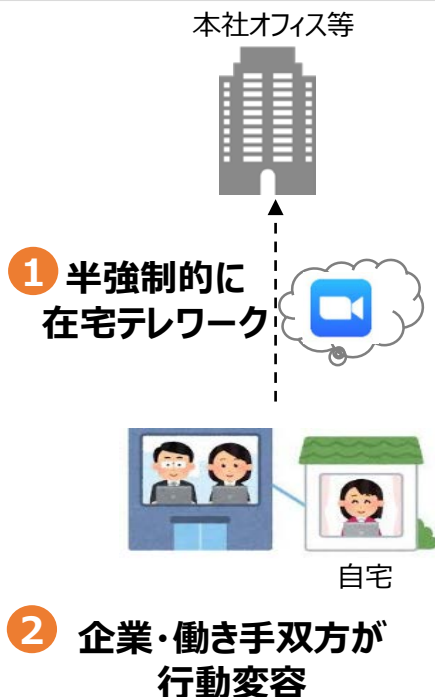 本社オフィス等
1 半強制的に
在宅テレワーク
自宅
2 企業・働き手双方が
行動変容